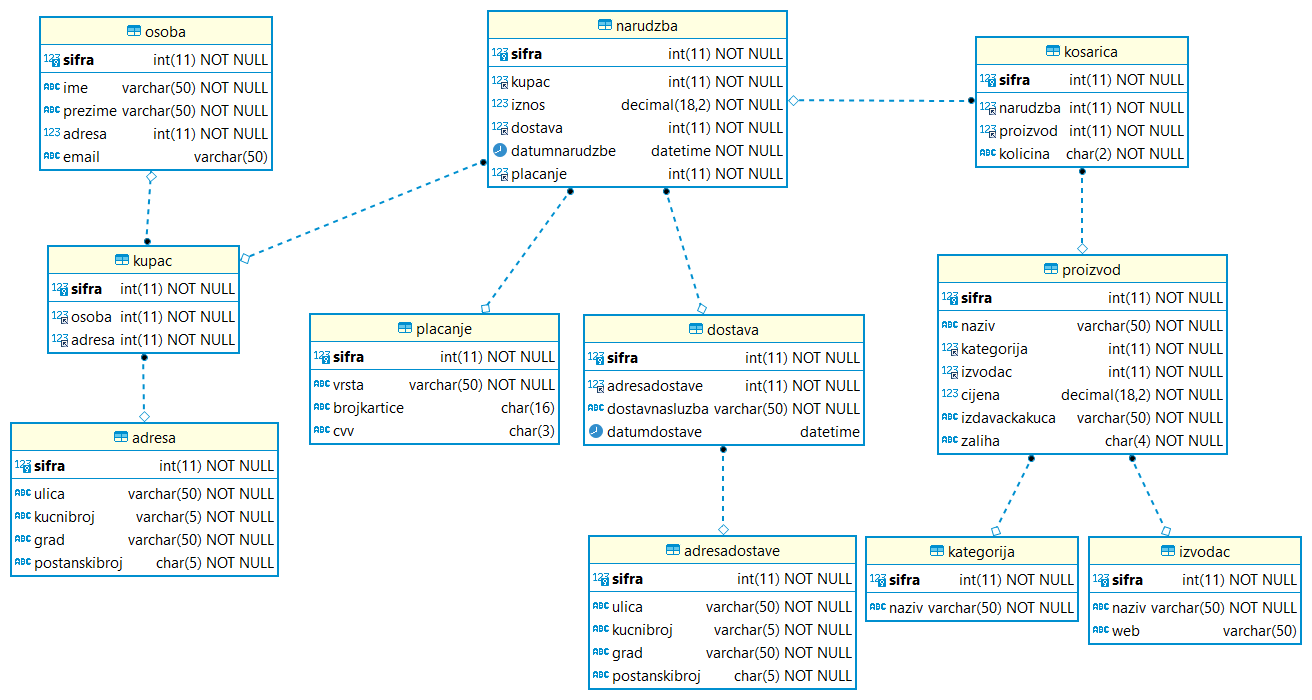 osoba
sifra int(11) NOT NULL
ime varchar(50) NOT NULL
prezime varchar(50) NOT NULL
adresa int(11) NOT NULL
email varchar(50)
narudzba
sifra int(11) NOT NULL
kupac int(11) NOT NULL
iznos decimal(18,2) NOT NULL
dostava int(11) NOT NULL
datumnarudzbe datetime NOT NULL
placanje int(11) NOT NULL
kosarica
sifra int(11) NOT NULL
narudzba int(11) NOT NULL
proizvod int(11) NOT NULL
kolicina char(2) NOT NULL
kupac
sifra int(11) NOT NULL
osoba int(11) NOT NULL
adresa int(11) NOT NULL
placanje
sifra int(11) NOT NULL
vrsta varchar(50) NOT NULL
brojkartice char(16)
cvv char(3)
dostava
sifra int(11) NOT NULL
adresadostave int(11) NOT NULL
dostavnasluzba varchar(50) NOT NULL
datumdostave datetime
proizvod
sifra int(11) NOT NULL
naziv varchar(50) NOT NULL
kategorija int(11) NOT NULL
izvodac int(11) NOT NULL
cijena decimal(18,2) NOT NULL
izdavackakuca varchar(50) NOT NULL
zaliha char(4) NOT NULL
adresa
sifra int(11) NOT NULL
ulica varchar(50) NOT NULL
kucnibroj varchar(5) NOT NULL
grad varchar(50) NOT NULL
postanskibroj char(5) NOT NULL
adresadostave
sifra int(11) NOT NULL
ulica varchar(50) NOT NULL
kucnibroj varchar(5) NOT NULL
grad varchar(50) NOT NULL
postanskibroj char(5) NOT NULL
kategorija
sifra int(11) NOT NULL
naziv varchar(50) NOT NULL
izvodac
sifra int(11) NOT NULL
naziv varchar(50) NOT NULL
web varchar(50)